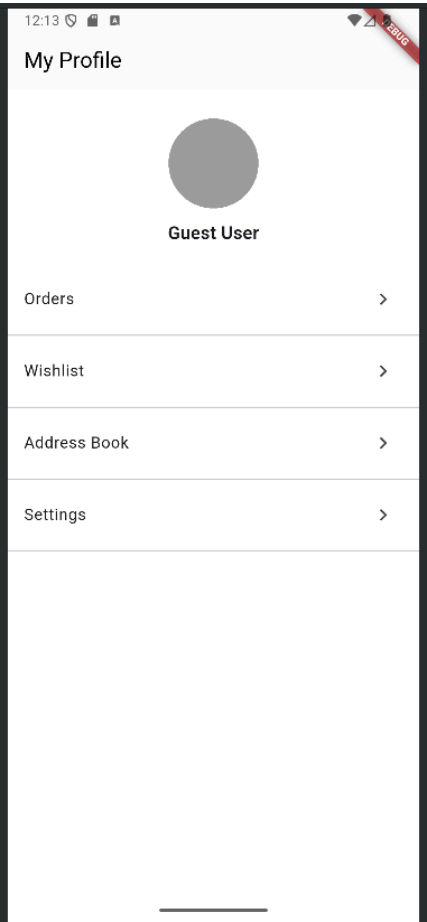 12:13
DEBUG
My Profile
Guest User
Orders
Wishlist
Address Book
Settings